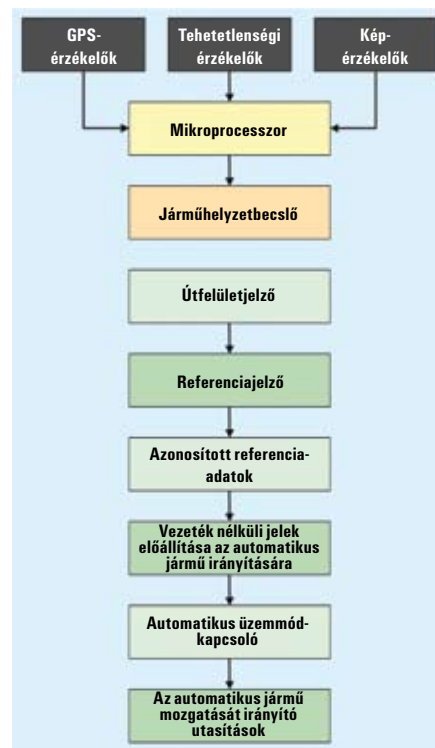 GPS-
érzékelők
Tehetetlenségi
érzékelők
Kép-
érzékelők
Mikroprocesszor
Járműhelyzetbecslő
Útfelületjelző
Referenciajelző
Azonosított referencia-
adatok
Vezeték nélküli jelek
előállítása az automatikus
jármű irányítására
Automatikus üzemmód-
kapcsoló
Az automatikus jármű
mozgatását irányító
utasítások